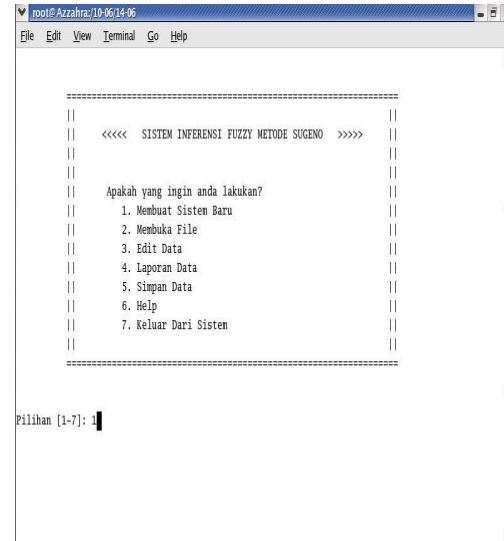 root@Azzahra:/10-06/14-06
File Edit View Terminal Go Help
==================================================================
|| ||
|| <<<<< SISTEM INFERENSI FUZZY METODE SUGENO >>>>> ||
|| ||
|| ||
|| Apakah yang ingin anda lakukan? ||
|| 1. Membuat Sistem Baru ||
|| 2. Membuka File ||
|| 3. Edit Data ||
|| 4. Laporan Data ||
|| 5. Simpan Data ||
|| 6. Help ||
|| 7. Keluar Dari Sistem ||
|| ||
==================================================================
Pilihan [1-7]: 1